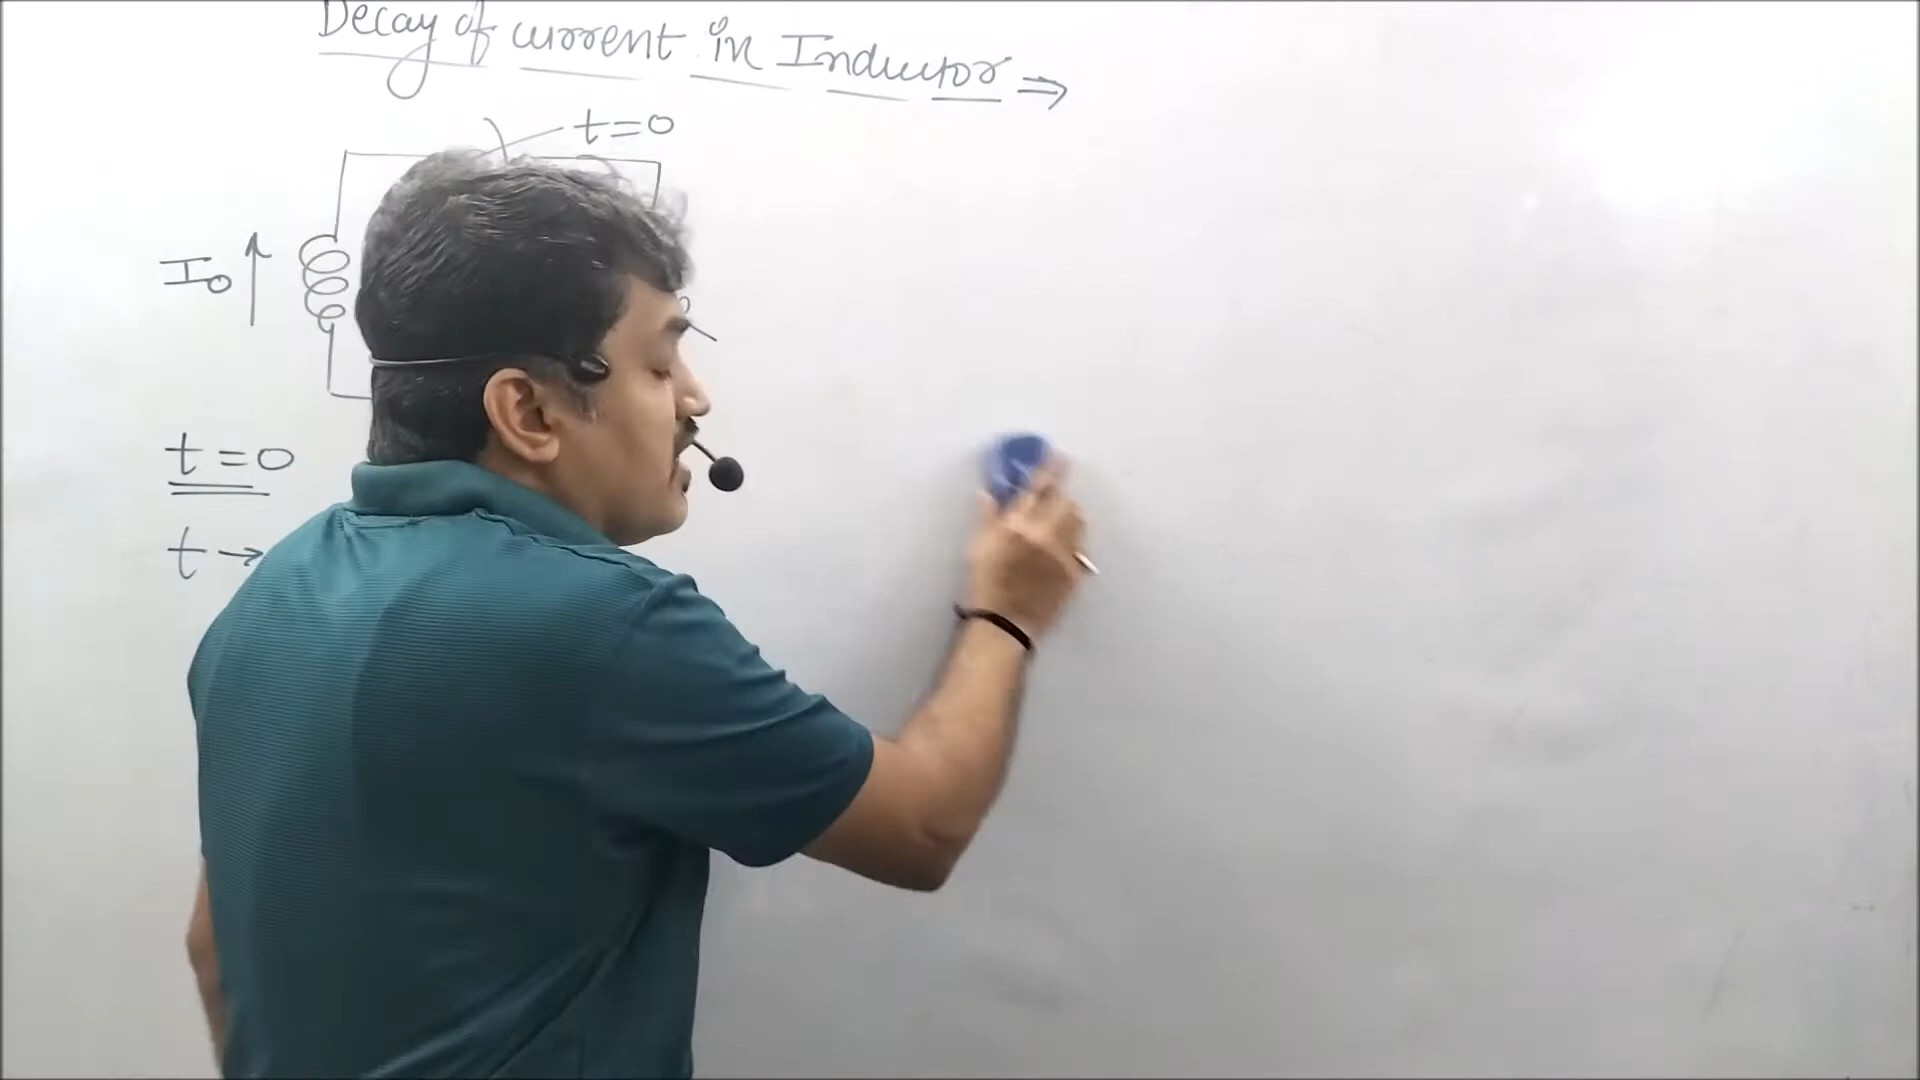 Decay of current in Inductor ⇒
t=0
I₀ ↑
t=0
t→